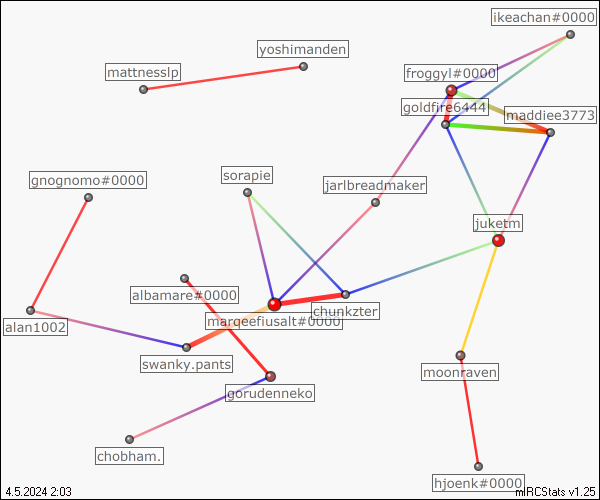 ikeachan#0000
yoshimanden
mattnesslp
froggyl#0000
goldfire6444
maddiee3773
gnognomo#0000
sorapie
jarlbreadmaker
juketm
albamare#0000
chunkzter
marqeefiusalt#0000
alan1002
swanky.pants
moonraven
gorudenneko
chobham.
hjoenk#0000
4.5.2024 2:03
mIRCStats v1.25